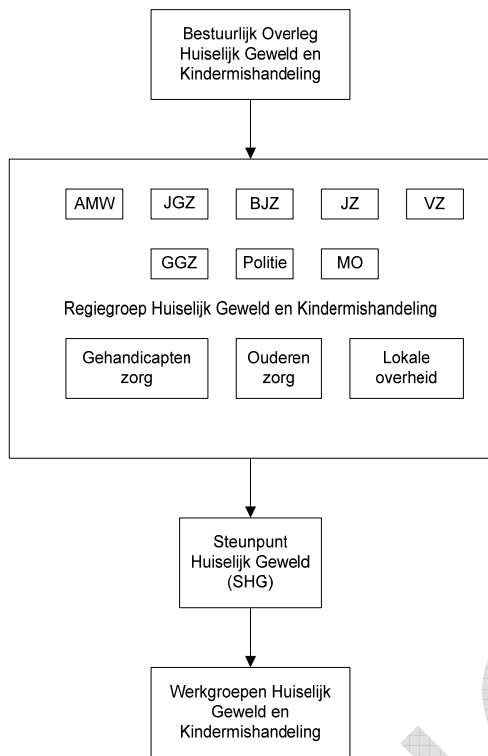 Bestuurlijk Overleg
Huiselijk Geweld en
Kindermishandeling
AMW JGZ BJZ JZ VZ
GGZ Politie MO
Regiegroep Huiselijk Geweld en Kindermishandeling
Gehandicapten
zorg
Ouderen
zorg
Lokale
overheid
Steunpunt
Huiselijk Geweld
(SHG)
Werkgroepen Huiselijk
Geweld en
Kindermishandeling